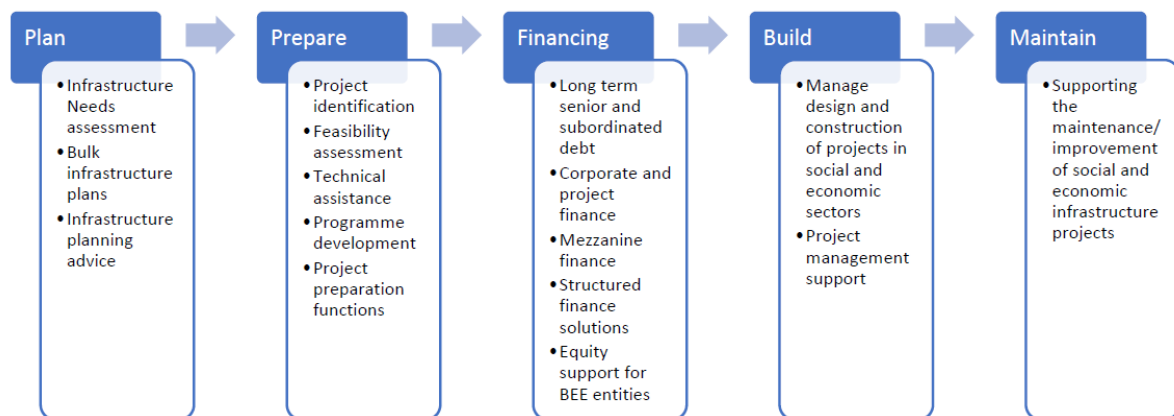 Plan
• Infrastructure
Needs
assessment
• Bulk
infrastructure
plans
• Infrastructure
planning
advice
Prepare
• Project
identification
• Feasibility
assessment
• Technical
assistance
• Programme
development
• Project
preparation
functions
Financing
• Long term
senior and
subordinated
debt
• Corporate and
project
finance
• Mezzanine
finance
• Structured
finance
solutions
• Equity
support for
BEE entities
Build
• Manage
design and
construction
of projects in
social and
economic
sectors
• Project
management
support
Maintain
• Supporting
the
maintenance/
improvement
of social and
economic
infrastructure
projects